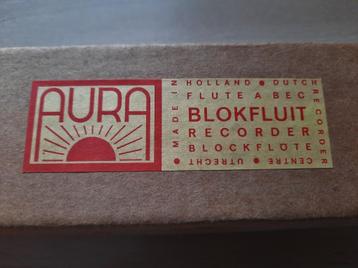 AURA
MADE IN HOLLAND • DUTCH RECORDER CENTRE • UTRECHT •
FLUTE A BEC
BLOKFLUIT
RECORDER
BLOCKFLÖTE